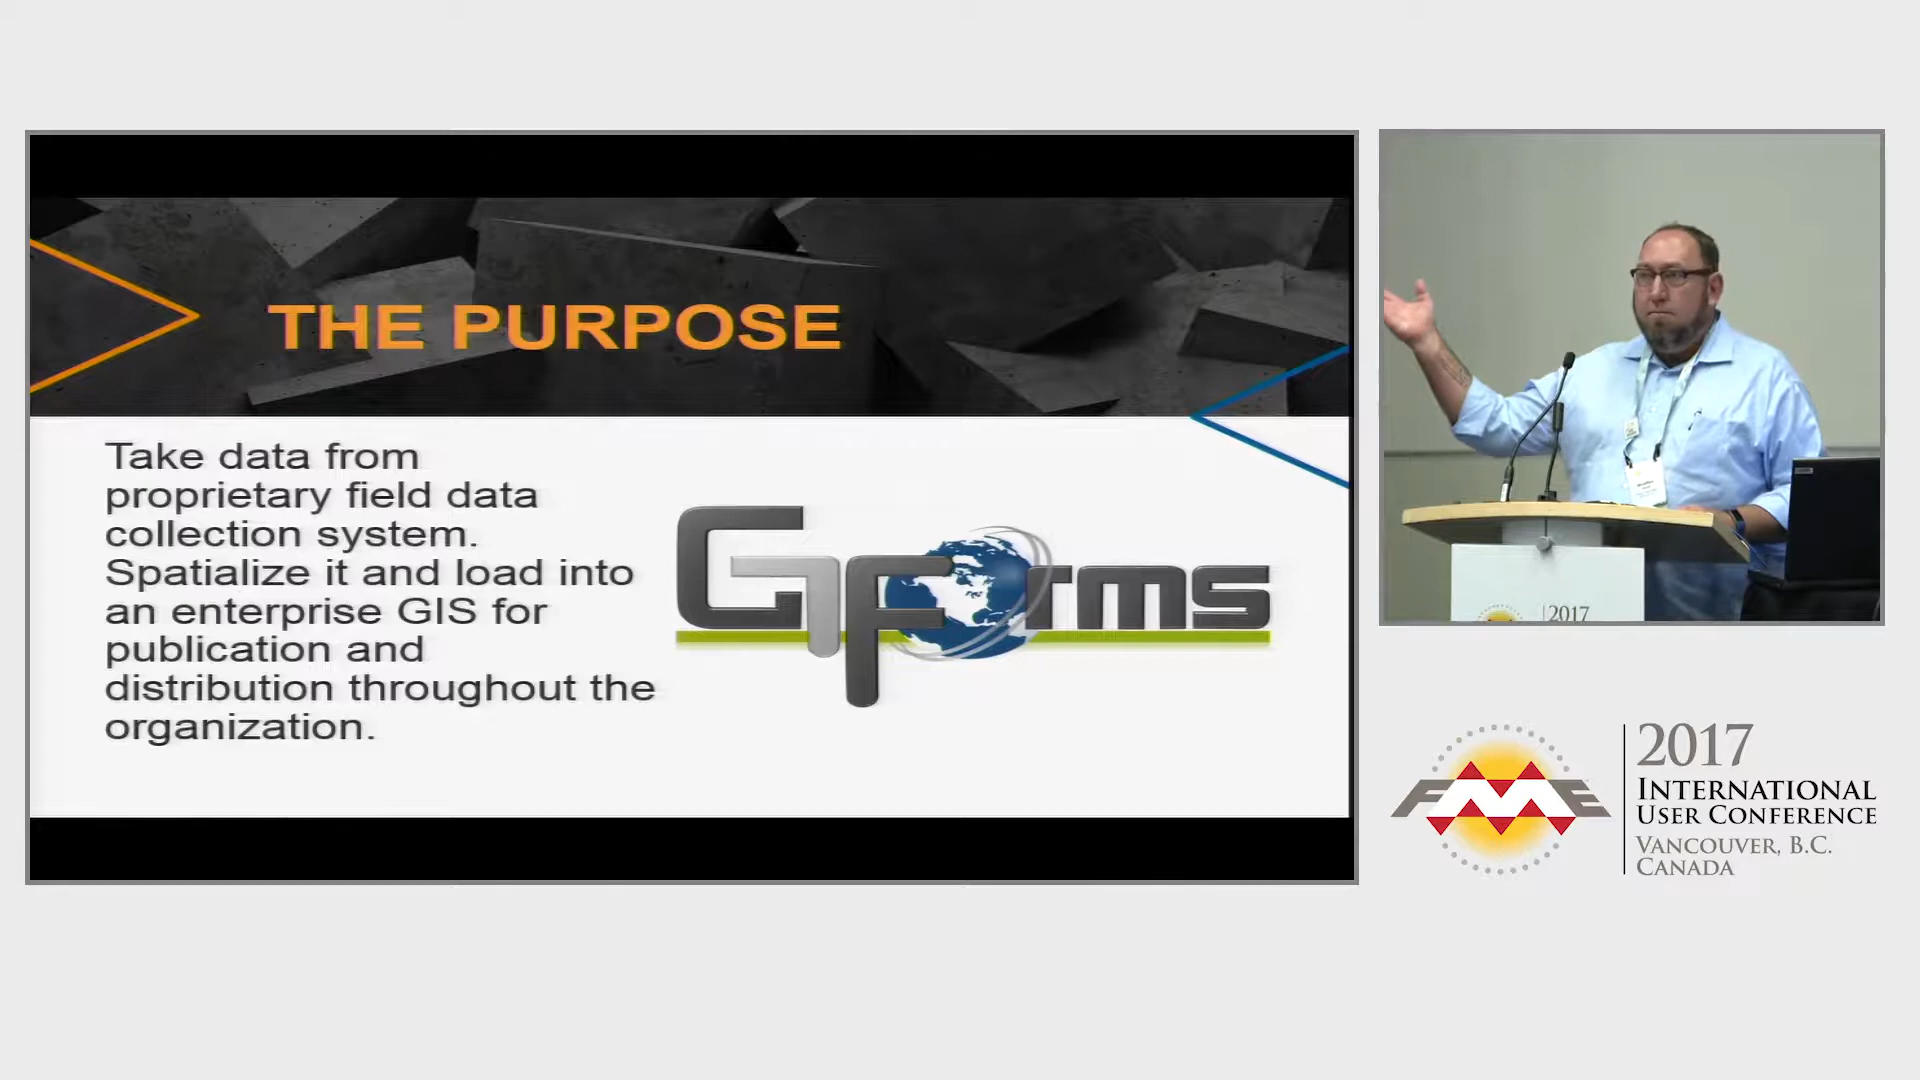 THE PURPOSE
Take data from
proprietary field data
collection system.
Spatialize it and load into
an enterprise GIS for
publication and
distribution throughout the
organization.
GIForms
2017
FME
2017
INTERNATIONAL
USER CONFERENCE
VANCOUVER, B.C.
CANADA